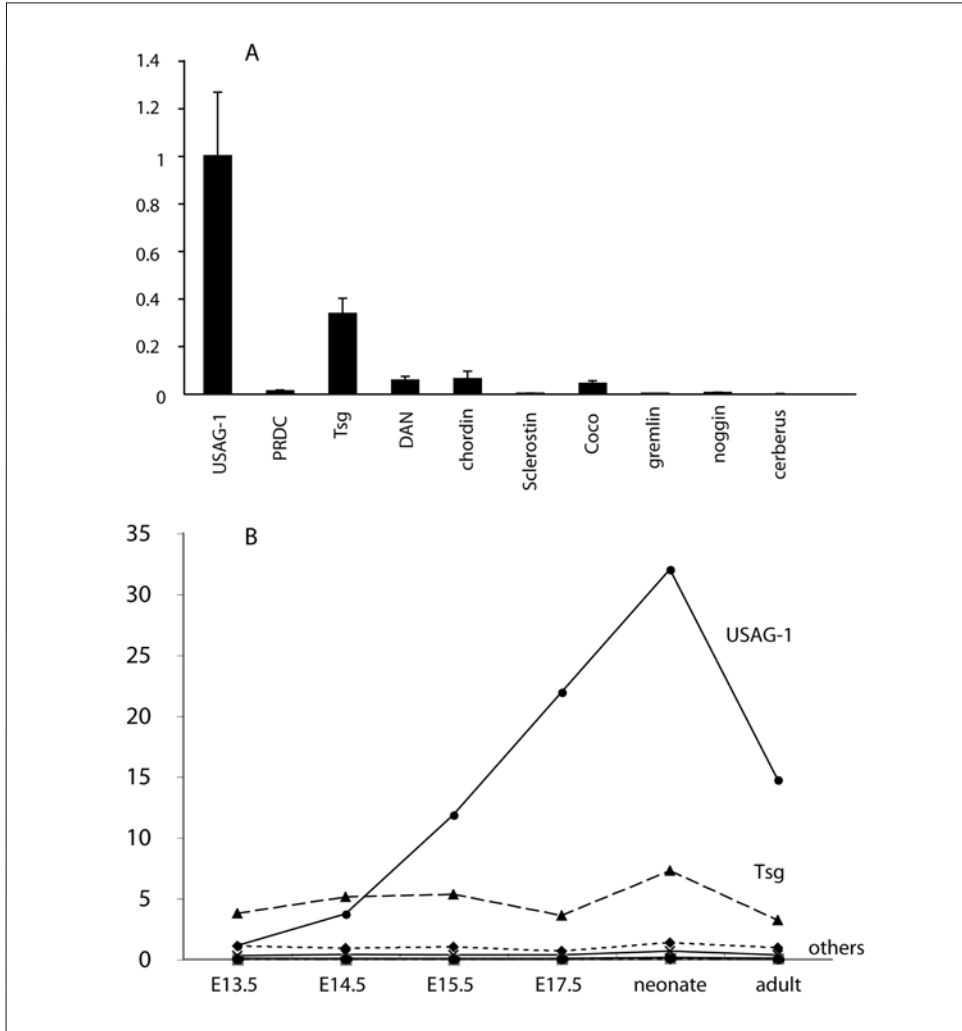 A
1.4
1.2
1
0.8
0.6
0.4
0.2
0
USAG-1
PRDC
Tsg
DAN
chordin
Sclerostin
Coco
gremlin
noggin
cerberus
B
35
30
25
20
15
10
5
0
USAG-1
Tsg
others
E13.5
E14.5
E15.5
E17.5
neonate
adult